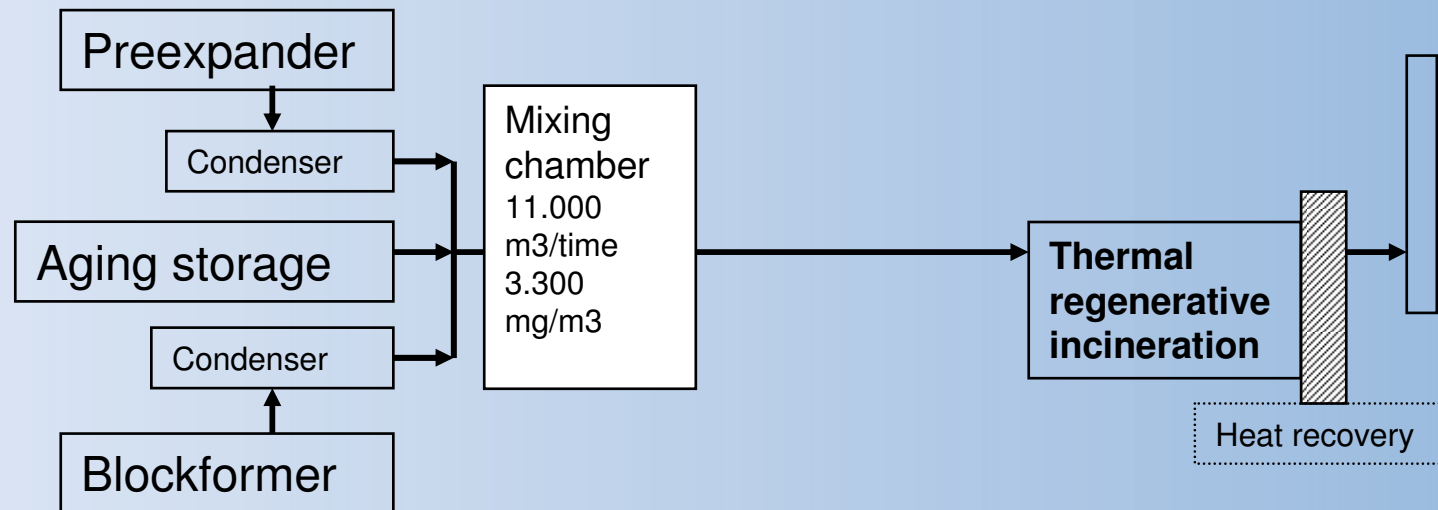 Preexpander
Condenser
Aging storage
Condenser
Blockformer
Mixing
chamber
11.000
m3/time
3.300
mg/m3
Thermal
regenerative
incineration
Heat recovery